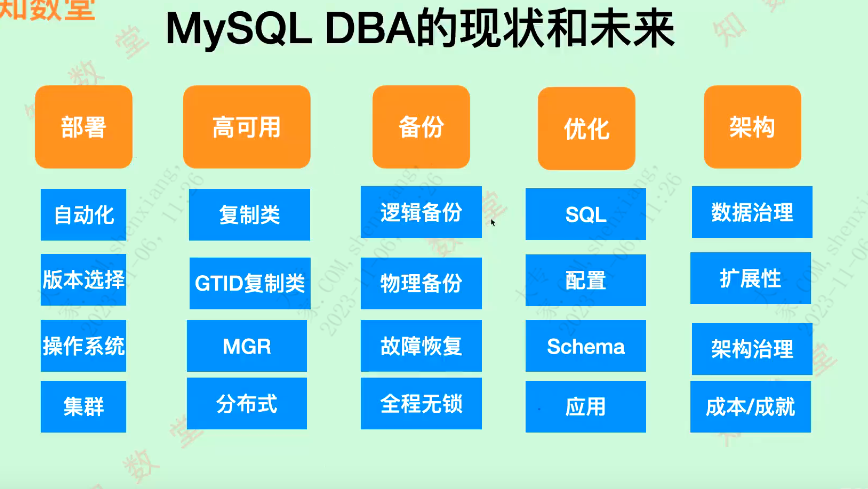 知数堂
MySQL DBA的现状和未来
部署
高可用
备份
优化
架构
自动化
复制类
逻辑备份
SQL
数据治理
版本选择
GTID复制类
物理备份
配置
扩展性
操作系统
MGR
故障恢复
Schema
架构治理
集群
分布式
全程无锁
应用
成本/成就